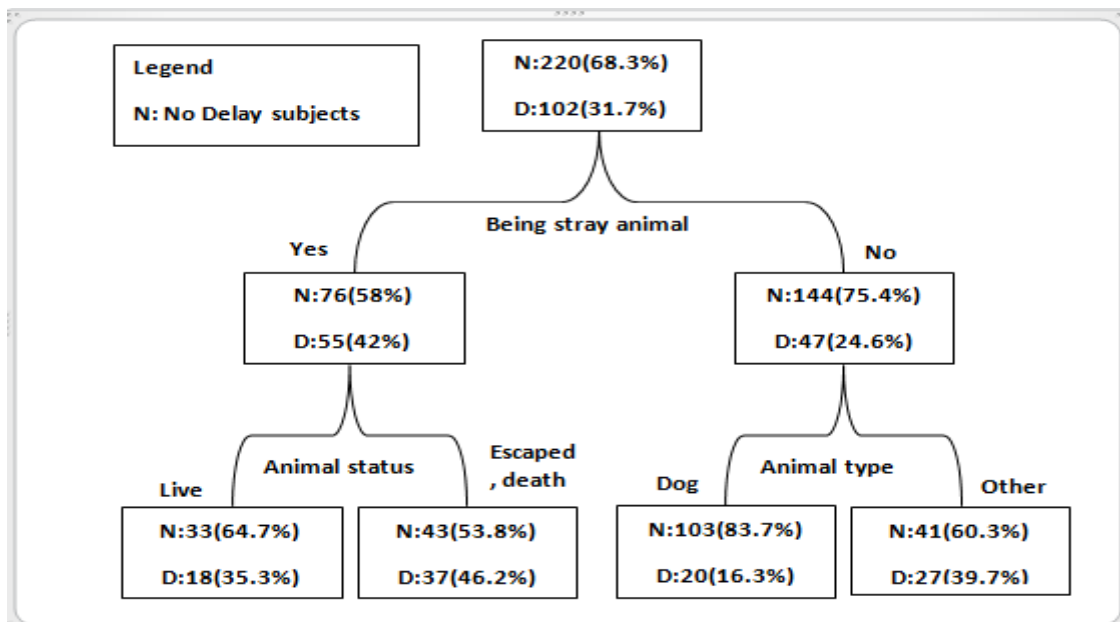 Legend
N: No Delay subjects
N:220(68.3%)
D:102(31.7%)
Being stray animal
Yes
No
N:76(58%)
D:55(42%)
N:144(75.4%)
D:47(24.6%)
Animal status
Live
Escaped
, death
Animal type
Dog
Other
N:33(64.7%)
D:18(35.3%)
N:43(53.8%)
D:37(46.2%)
N:103(83.7%)
D:20(16.3%)
N:41(60.3%)
D:27(39.7%)